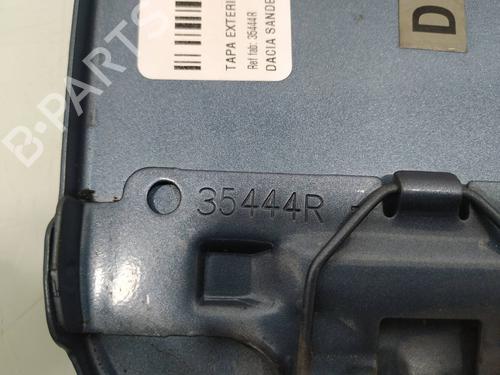 TAPA EXTERI
Ref.fab: 35444R
DACIA SANDE
D
B-PARTS
35444R